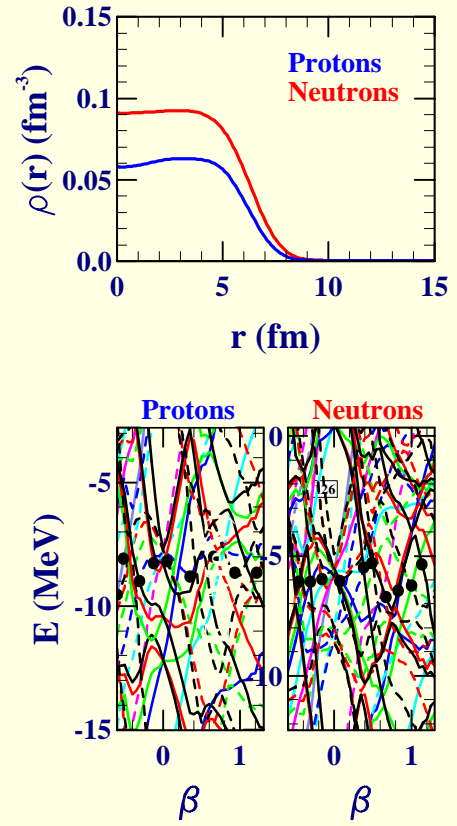 0.15
Protons
Neutrons
0.1
0.05
0.0
ρ(r) (fm-3)
0 5 10 15
r (fm)
Protons Neutrons
0
-5
126
-5
-10
-10
-15
E (MeV)
0 1 0 1
β β